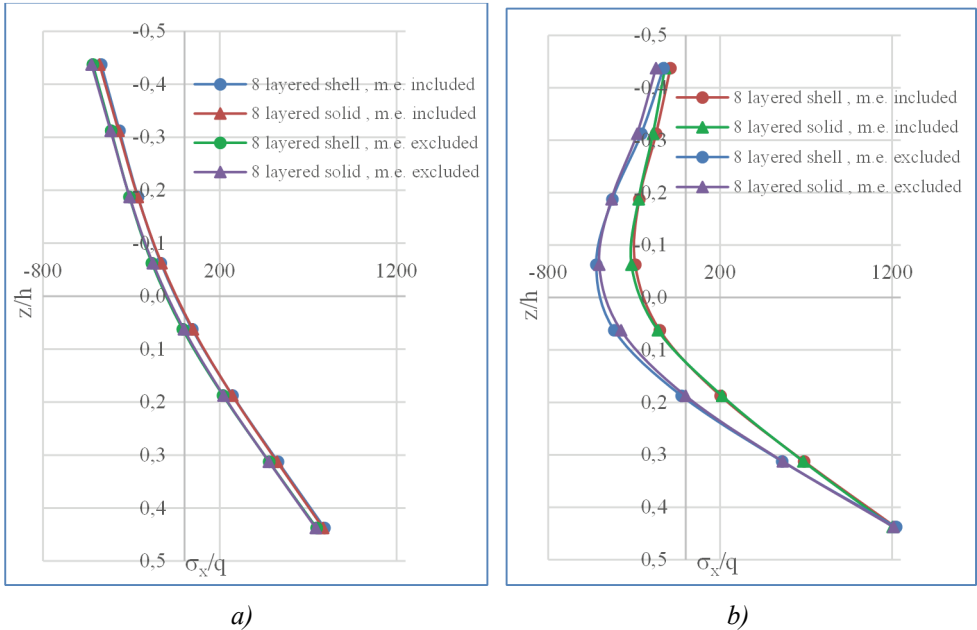 -0,5
-0,4
8 layered shell , m.e. included
-0,3
8 layered solid , m.e. included
8 layered shell , m.e. excluded
-0,2
8 layered solid , m.e. excluded
-0,1
-800
200
1200
z/h
0,0
0,1
0,2
0,3
0,4
0,5
σx/q
a)
-0,5
-0,4
8 layered shell , m.e. included
8 layered solid , m.e. included
-0,3
8 layered shell , m.e. excluded
8 layered solid , m.e. excluded
-0,2
-0,1
-800
200
1200
z/h
0,0
0,1
0,2
0,3
0,4
0,5
σx/q
b)